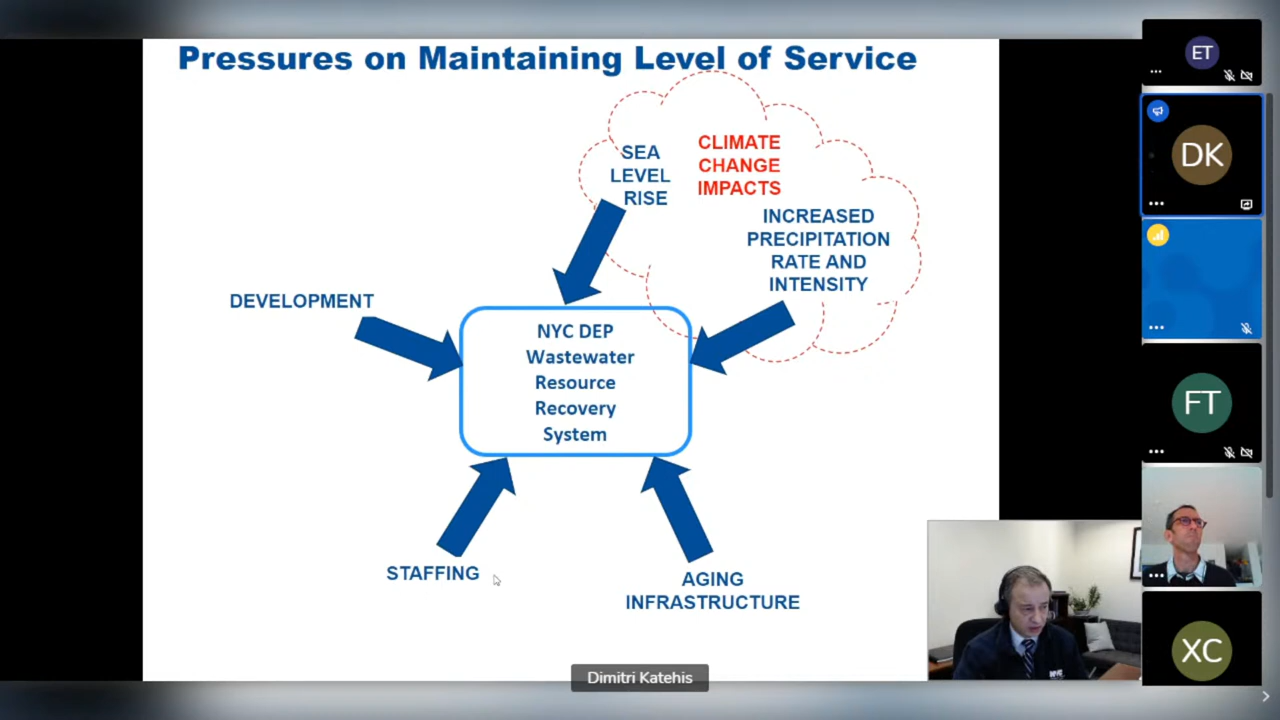 Pressures on Maintaining Level of Service
SEA
LEVEL
RISE
CLIMATE
CHANGE
IMPACTS
INCREASED
PRECIPITATION
RATE AND
INTENSITY
DEVELOPMENT
NYC DEP
Wastewater
Resource
Recovery
System
STAFFING
AGING
INFRASTRUCTURE
Dimitri Katehis
ET
DK
FT
XC